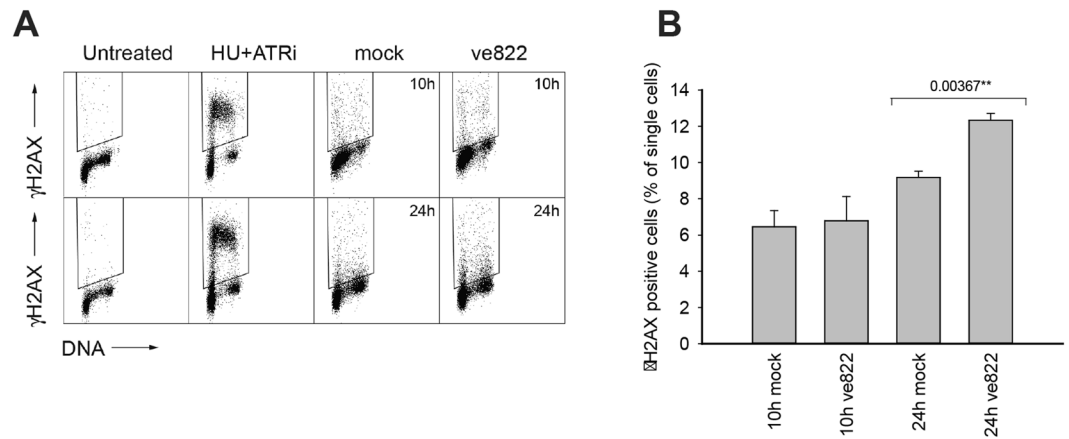 A
B
Untreated HU+ATRi mock ve822
10h 10h
γH2AX
24h 24h
γH2AX
DNA
H2AX positive cells (% of single cells)
0.00367**
14
12
10
8
6
4
2
0
10h mock
10h ve822
24h mock
24h ve822